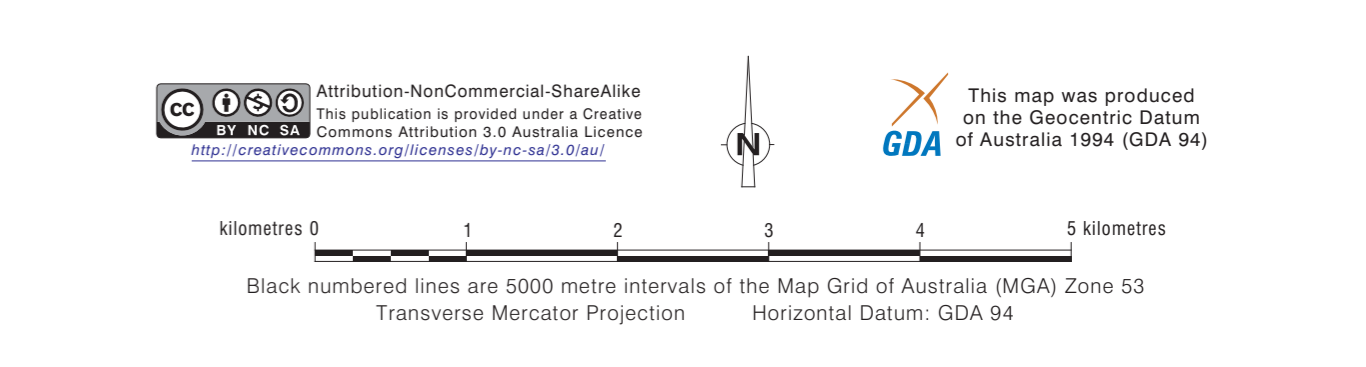 cc BY NC SA
Attribution-NonCommercial-ShareAlike
This publication is provided under a Creative
Commons Attribution 3.0 Australia Licence
http://creativecommons.org/licenses/by-nc-sa/3.0/au/
N
GDA
This map was produced
on the Geocentric Datum
of Australia 1994 (GDA 94)
kilometres 0 1 2 3 4 5 kilometres
Black numbered lines are 5000 metre intervals of the Map Grid of Australia (MGA) Zone 53
Transverse Mercator Projection Horizontal Datum: GDA 94